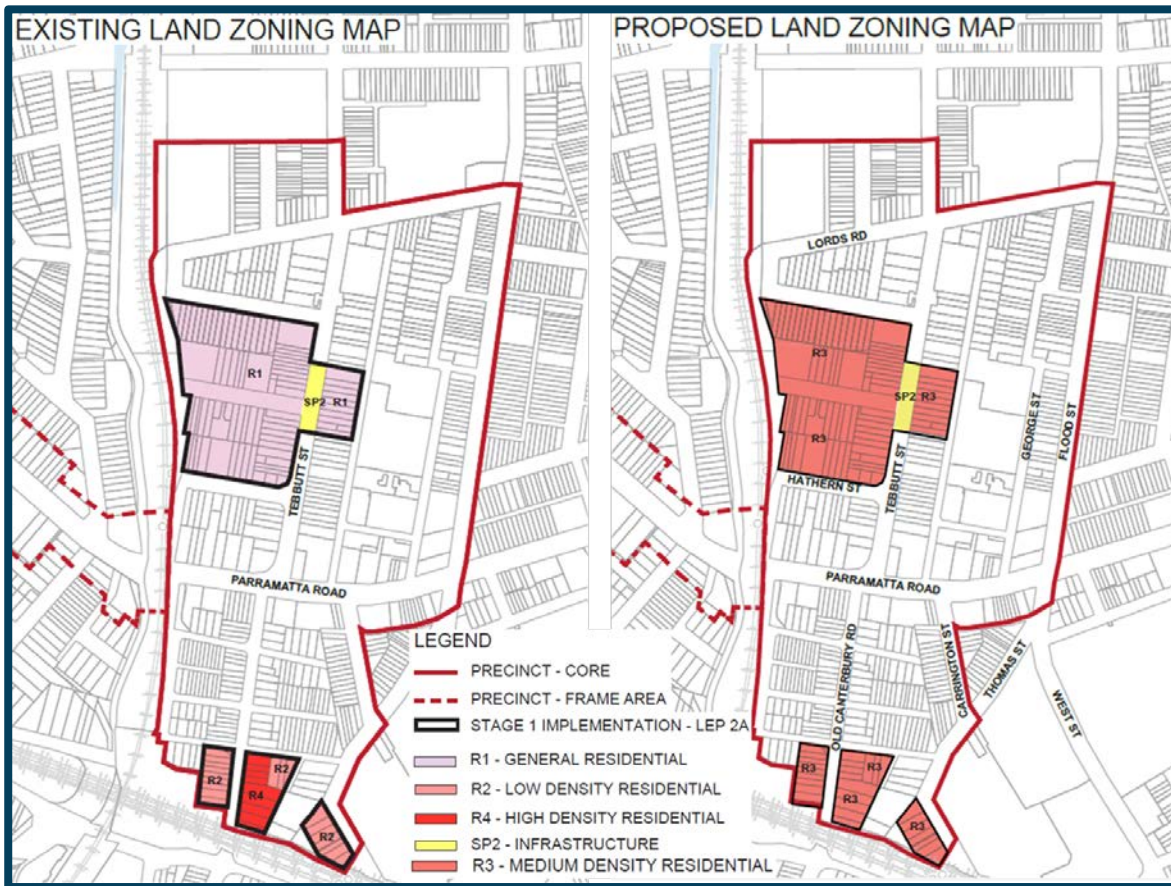 EXISTING LAND ZONING MAP
R1
SP2
R1
TEBBUTT ST
PARRAMATTA ROAD
R2
R4
R2
R2
LEGEND
PRECINCT - CORE
PRECINCT - FRAME AREA
STAGE 1 IMPLEMENTATION - LEP 2A
R1 - GENERAL RESIDENTIAL
R2 - LOW DENSITY RESIDENTIAL
R4 - HIGH DENSITY RESIDENTIAL
SP2 - INFRASTRUCTURE
R3 - MEDIUM DENSITY RESIDENTIAL
PROPOSED LAND ZONING MAP
LORDS RD
R3
SP2
R3
R3
HATHERN ST
TEBBUTT ST
GEORGE ST
FLOOD ST
PARRAMATTA ROAD
OLD CANTERBURY RD
CARRINGTON ST
THOMAS ST
WEST ST
R3
R3
R3
R3